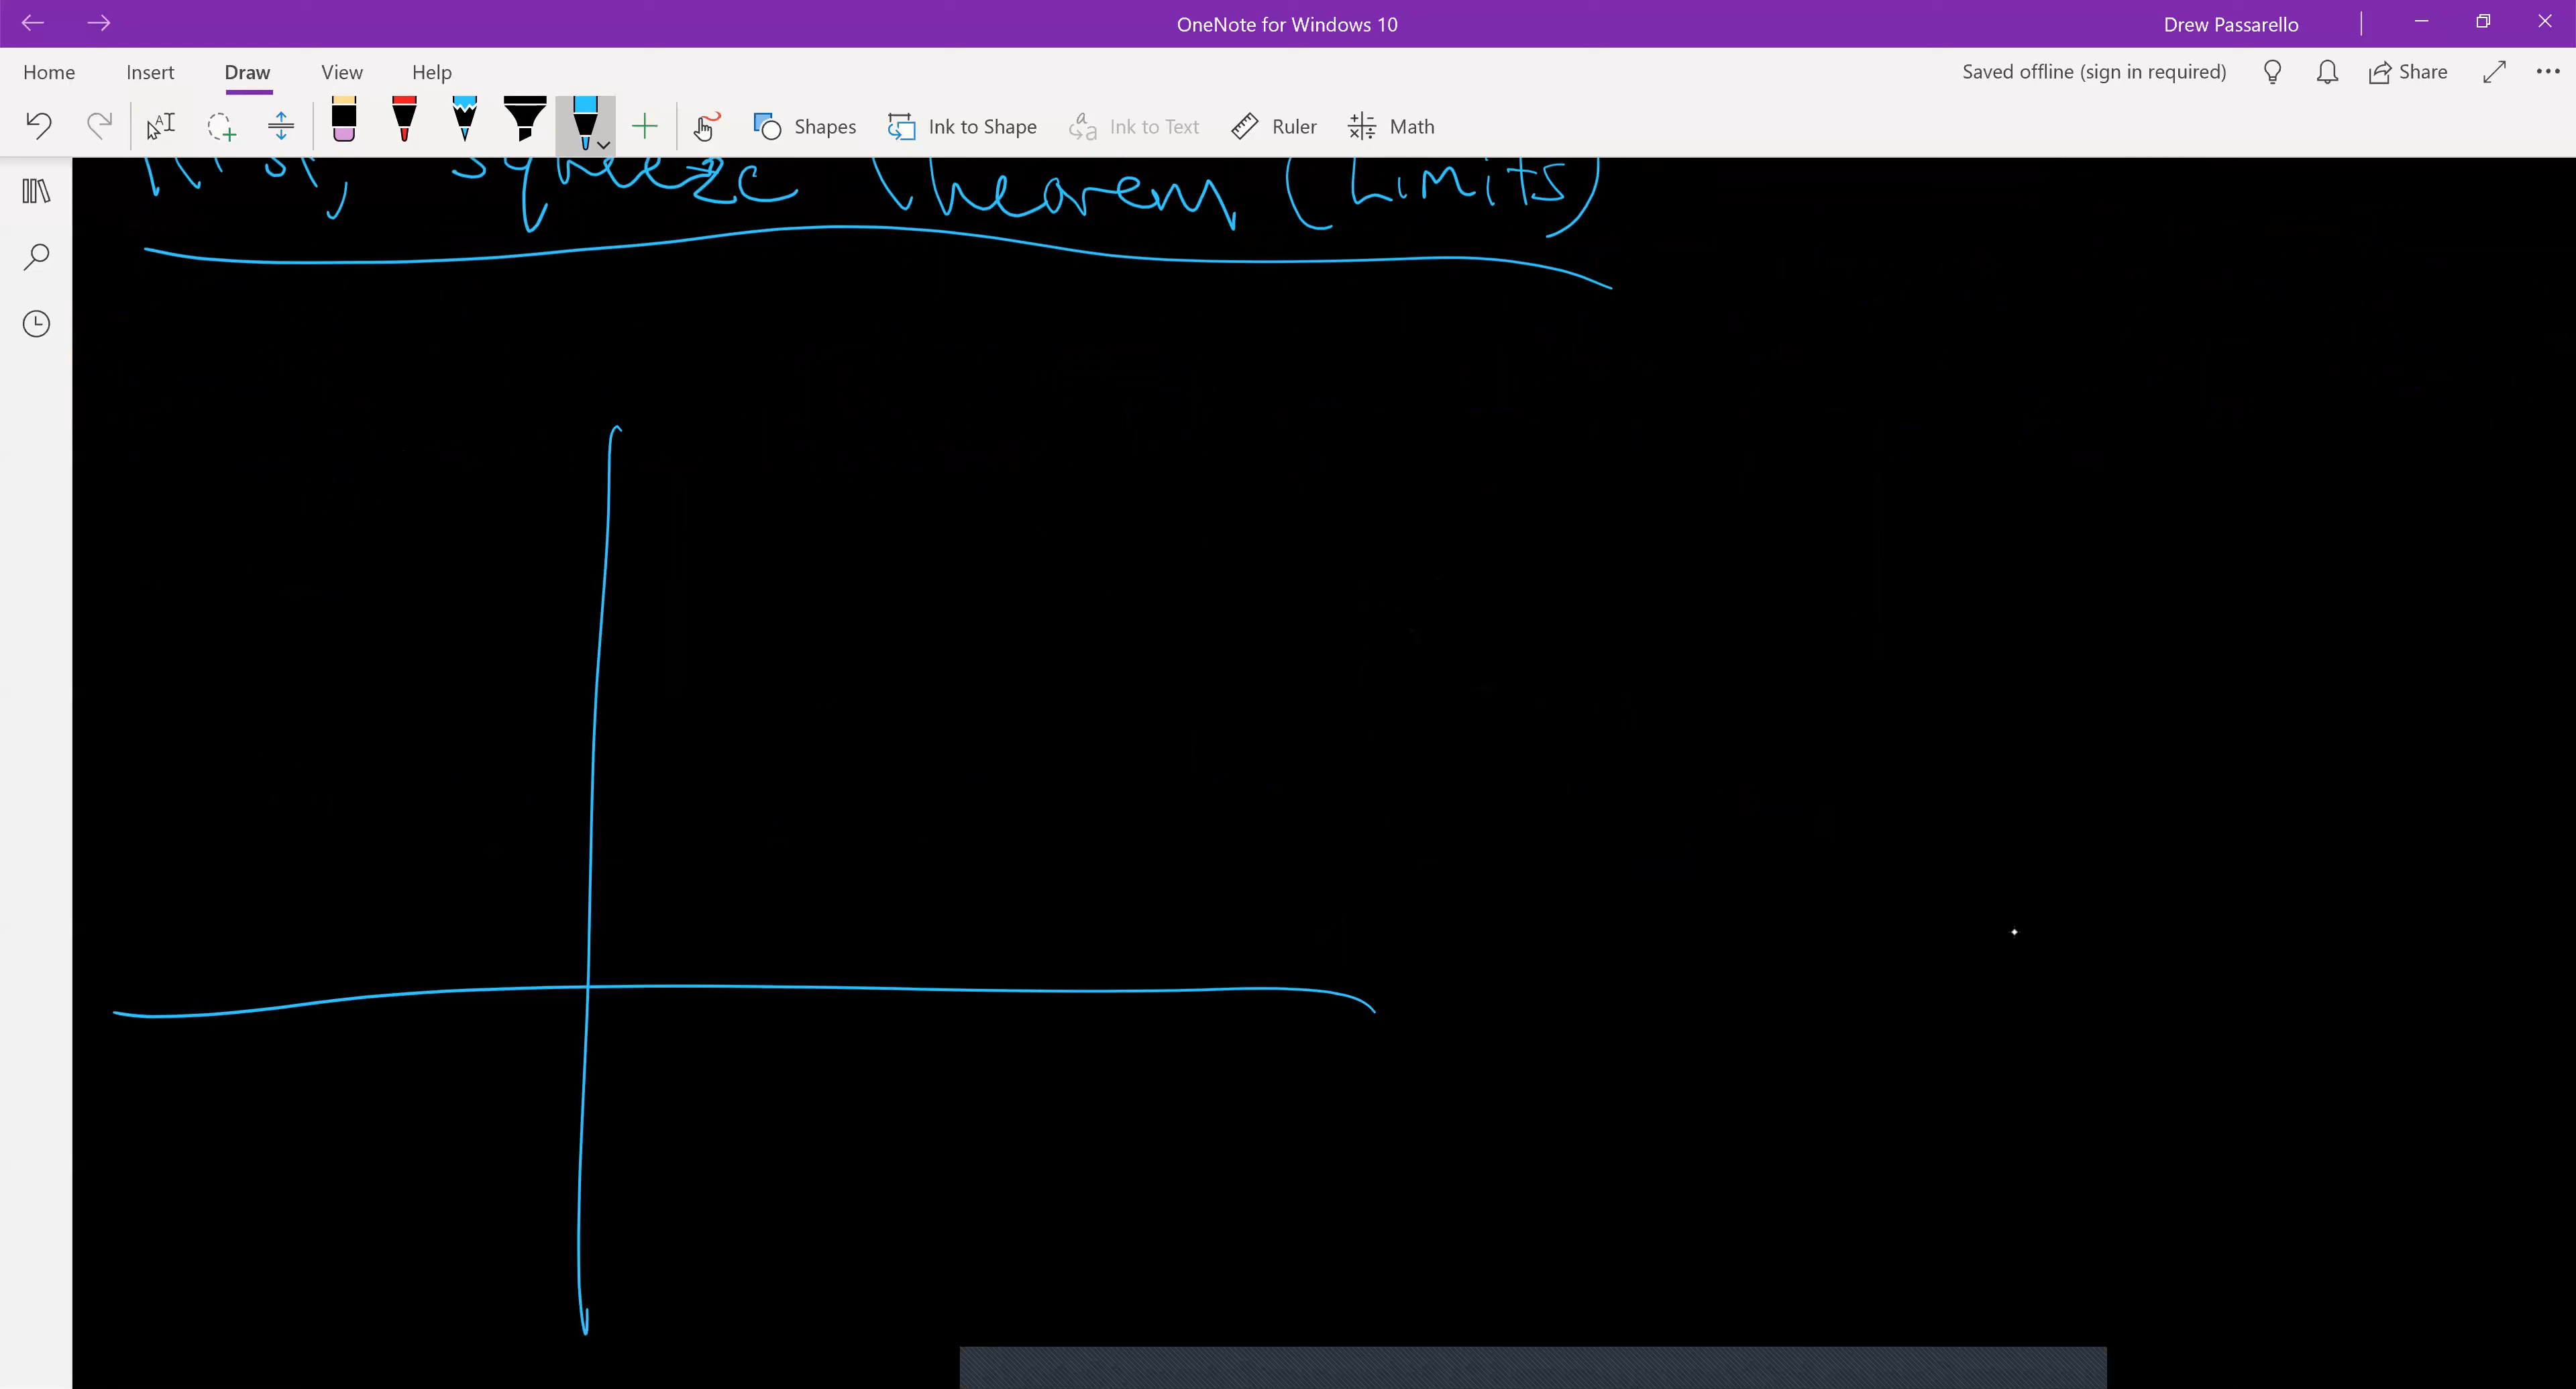 OneNote for Windows 10 Drew Passarello
Home Insert Draw View Help Saved offline (sign in required) Share
Shapes Ink to Shape Ink to Text Ruler Math
Squeeze Theorem (Limits)